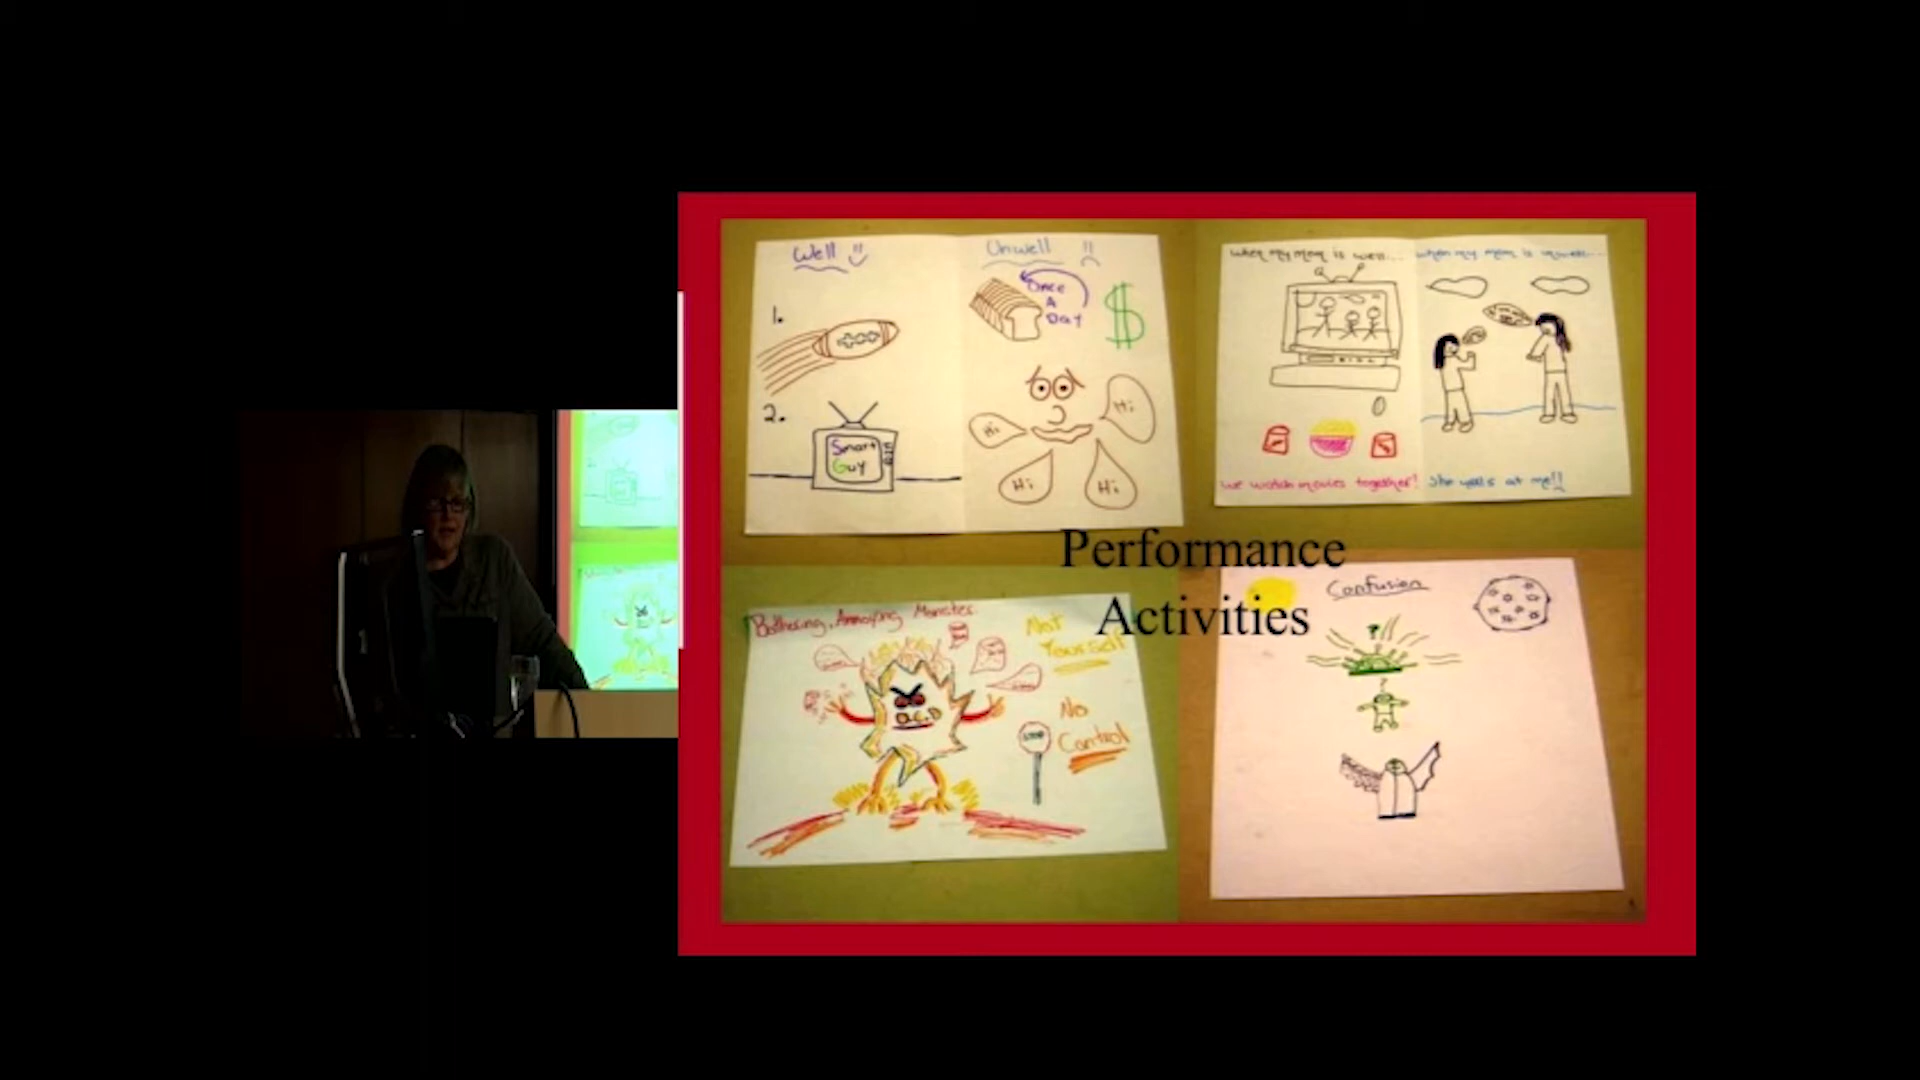 Well
Unwell
1.
Once
A
Day
$
2.
Smart
Guy
Hi
Hi
Hi
Hi
When my mom is well...
when my mom is unwell...
we watch movies together!
She yells at me!!
Performance
Activities
Bothering, Annoying Monster
Not
Yourself
O.C.D
STOP
No
Control
Confusion
?
?